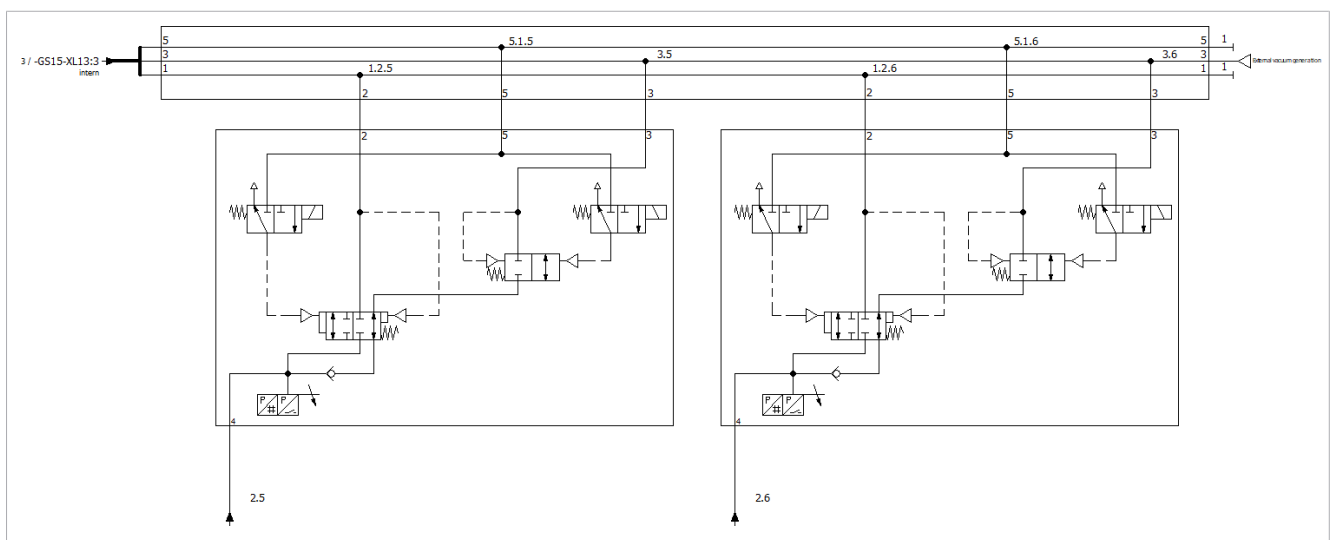 5 5.1.5 5.1.6 5 1
3 / -GS15-XL13:3 3 3.5 3.6 3 External vacuum generation
intern 1 1.2.5 1.2.6 1 1
2 5 3 2 5 3
2 5 3 2 5 3
P P P P
# #
4 4
2.5 2.6